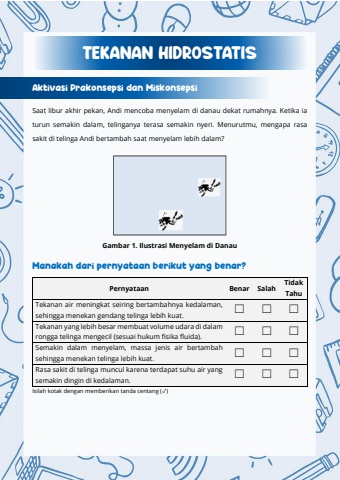 TEKANAN HIDROSTATIS
Aktivasi Prakonsepsi dan Miskonsepsi
Saat libur akhir pekan, Andi mencoba menyelam di danau dekat rumahnya. Ketika ia
turun semakin dalam, telinganya terasa semakin nyeri. Menurutmu, mengapa rasa
sakit di telinga Andi bertambah saat menyelam lebih dalam?
Gambar 1. Ilustrasi Menyelam di Danau
Manakah dari pernyataan berikut yang benar?
Pernyataan Benar Salah Tidak Tahu
Tekanan air meningkat seiring bertambahnya kedalaman,
sehingga menekan gendang telinga lebih kuat.
Tekanan yang lebih besar membuat volume udara di dalam
rongga telinga mengecil (sesuai hukum fisika fluida).
Semakin dalam menyelam, massa jenis air bertambah
sehingga menekan telinga lebih kuat.
Rasa sakit di telinga muncul karena terdapat suhu air yang
semakin dingin di kedalaman.
Isilah kotak dengan memberikan tanda centang (✓)